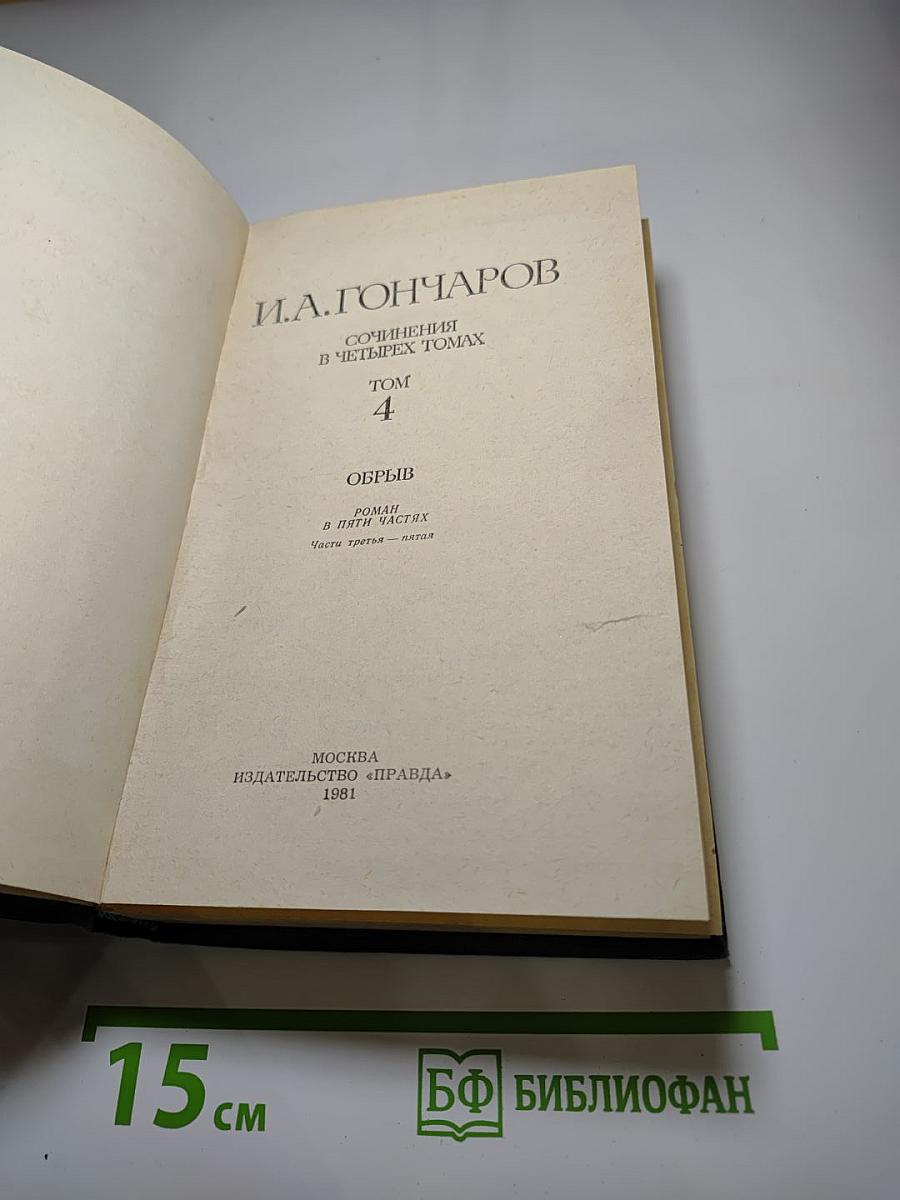 И.А.ГОНЧАРОВ
СОЧИНЕНИЯ
В ЧЕТЫРЕХ ТОМАХ
ТОМ
4
ОБРЫВ
РОМАН
В ПЯТИ ЧАСТЯХ
Части третья — пятая
МОСКВА
ИЗДАТЕЛЬСТВО «ПРАВДА»
1981
15 см
БФ БИБЛИОФАН